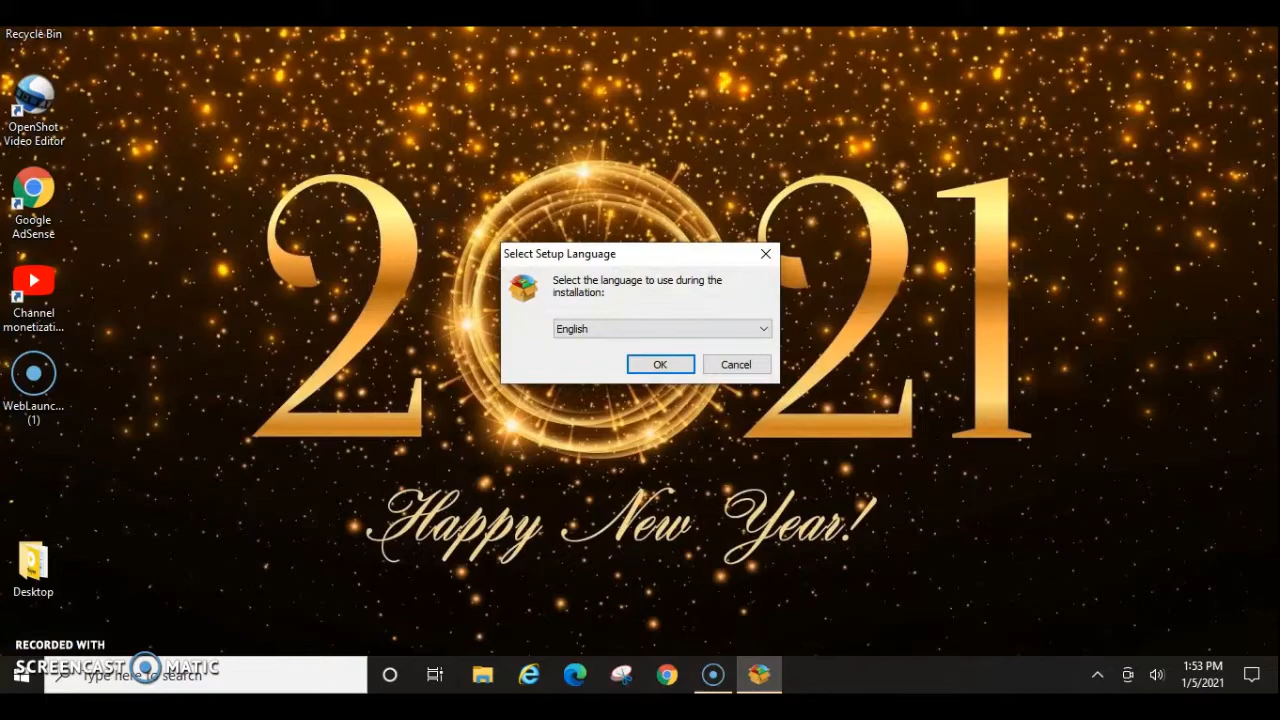 Recycle Bin
OpenShot
Video Editor
Google
AdSense
Channel
monetizati...
WebLaunc...
(1)
Desktop
2021
Happy New Year!
Select Setup Language
Select the language to use during the
installation:
English
OK
Cancel
RECORDED WITH
SCREENCAST MATIC
Type here to search
1:53 PM
1/5/2021